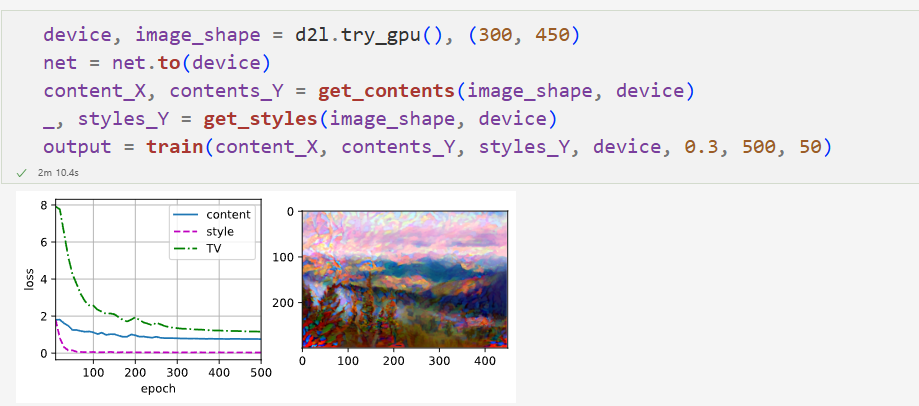 device, image_shape = d2l.try_gpu(), (300, 450)
net = net.to(device)
content_X, contents_Y = get_contents(image_shape, device)
_, styles_Y = get_styles(image_shape, device)
output = train(content_X, contents_Y, styles_Y, device, 0.3, 500, 50)
✓ 2m 10.4s
8
6
4
2
0
loss
content
style
TV
100 200 300 400 500
epoch
0
100
200
0 100 200 300 400